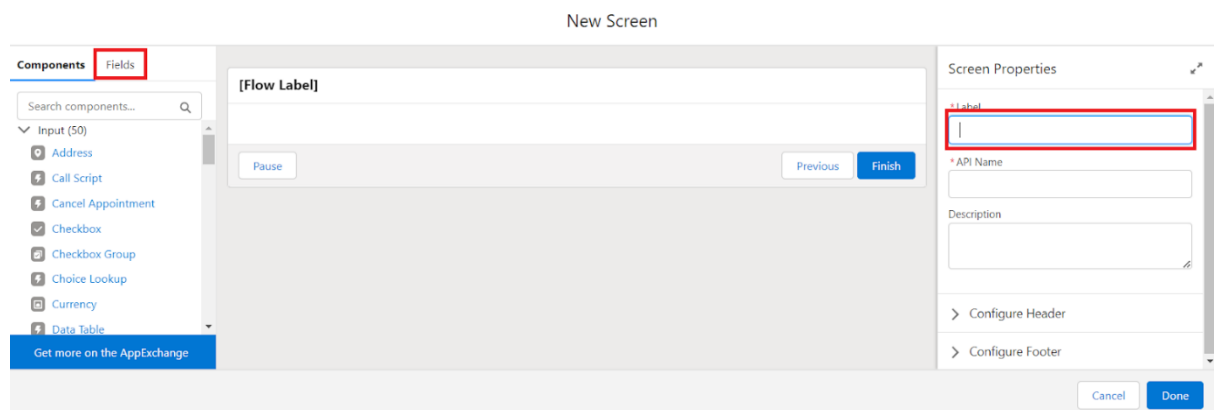 New Screen
Components Fields
Search components...
Input (50)
Address
Call Script
Cancel Appointment
Checkbox
Checkbox Group
Choice Lookup
Currency
Data Table
Get more on the AppExchange
[Flow Label]
Pause Previous Finish
Screen Properties
* Label
* API Name
Description
Configure Header
Configure Footer
Cancel Done